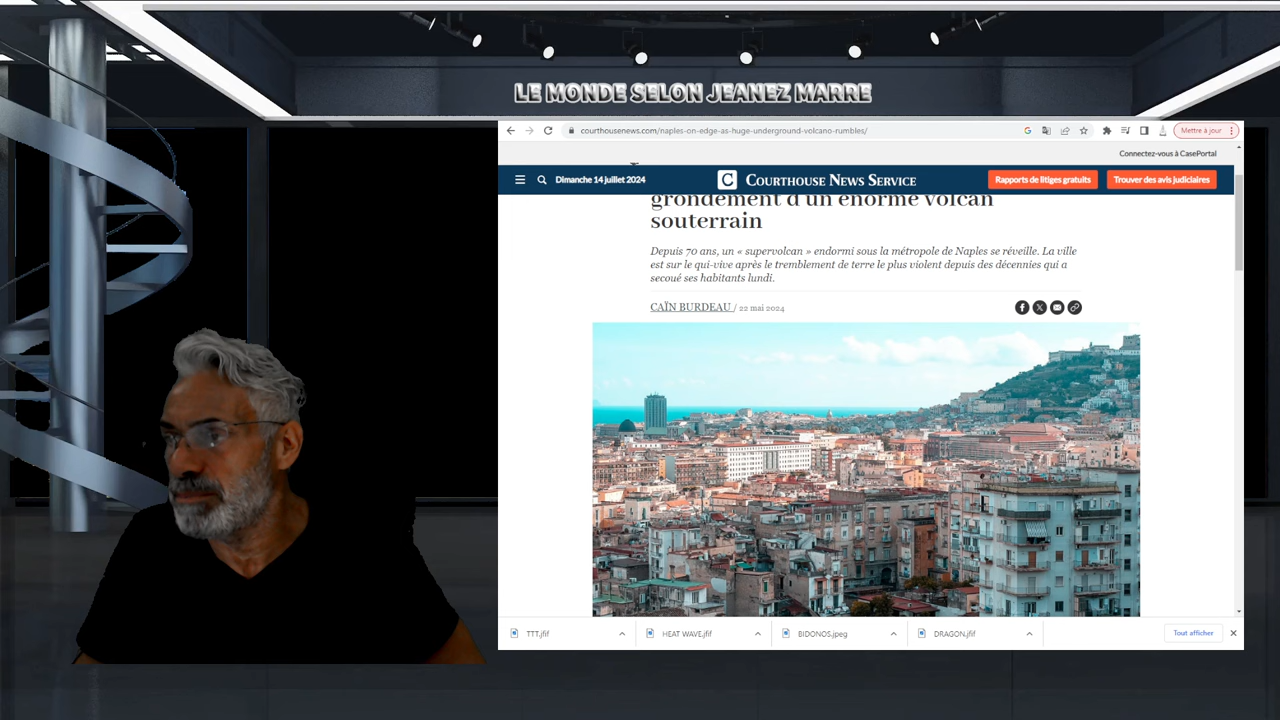 LE MONDE SELON JEANEZ MARRE
courthousenews.com/naples-on-edge-as-huge-underground-volcano-rumbles/
Mettre à jour
Connectez-vous à CasePortal
Dimanche 14 juillet 2024
C COURTHOUSE NEWS SERVICE
Rapports de litiges gratuits
Trouver des avis judiciaires
grondement d'un énorme volcan
souterrain
Depuis 70 ans, un « supervolcan » endormi sous la métropole de Naples se réveille. La ville
est sur le qui-vive après le tremblement de terre le plus violent depuis des décennies qui a
secoué ses habitants lundi.
CAÏN BURDEAU / 22 mai 2024
TTT.jfif
HEAT WAVE.jfif
BIDONOS.jpeg
DRAGON.jfif
Tout afficher